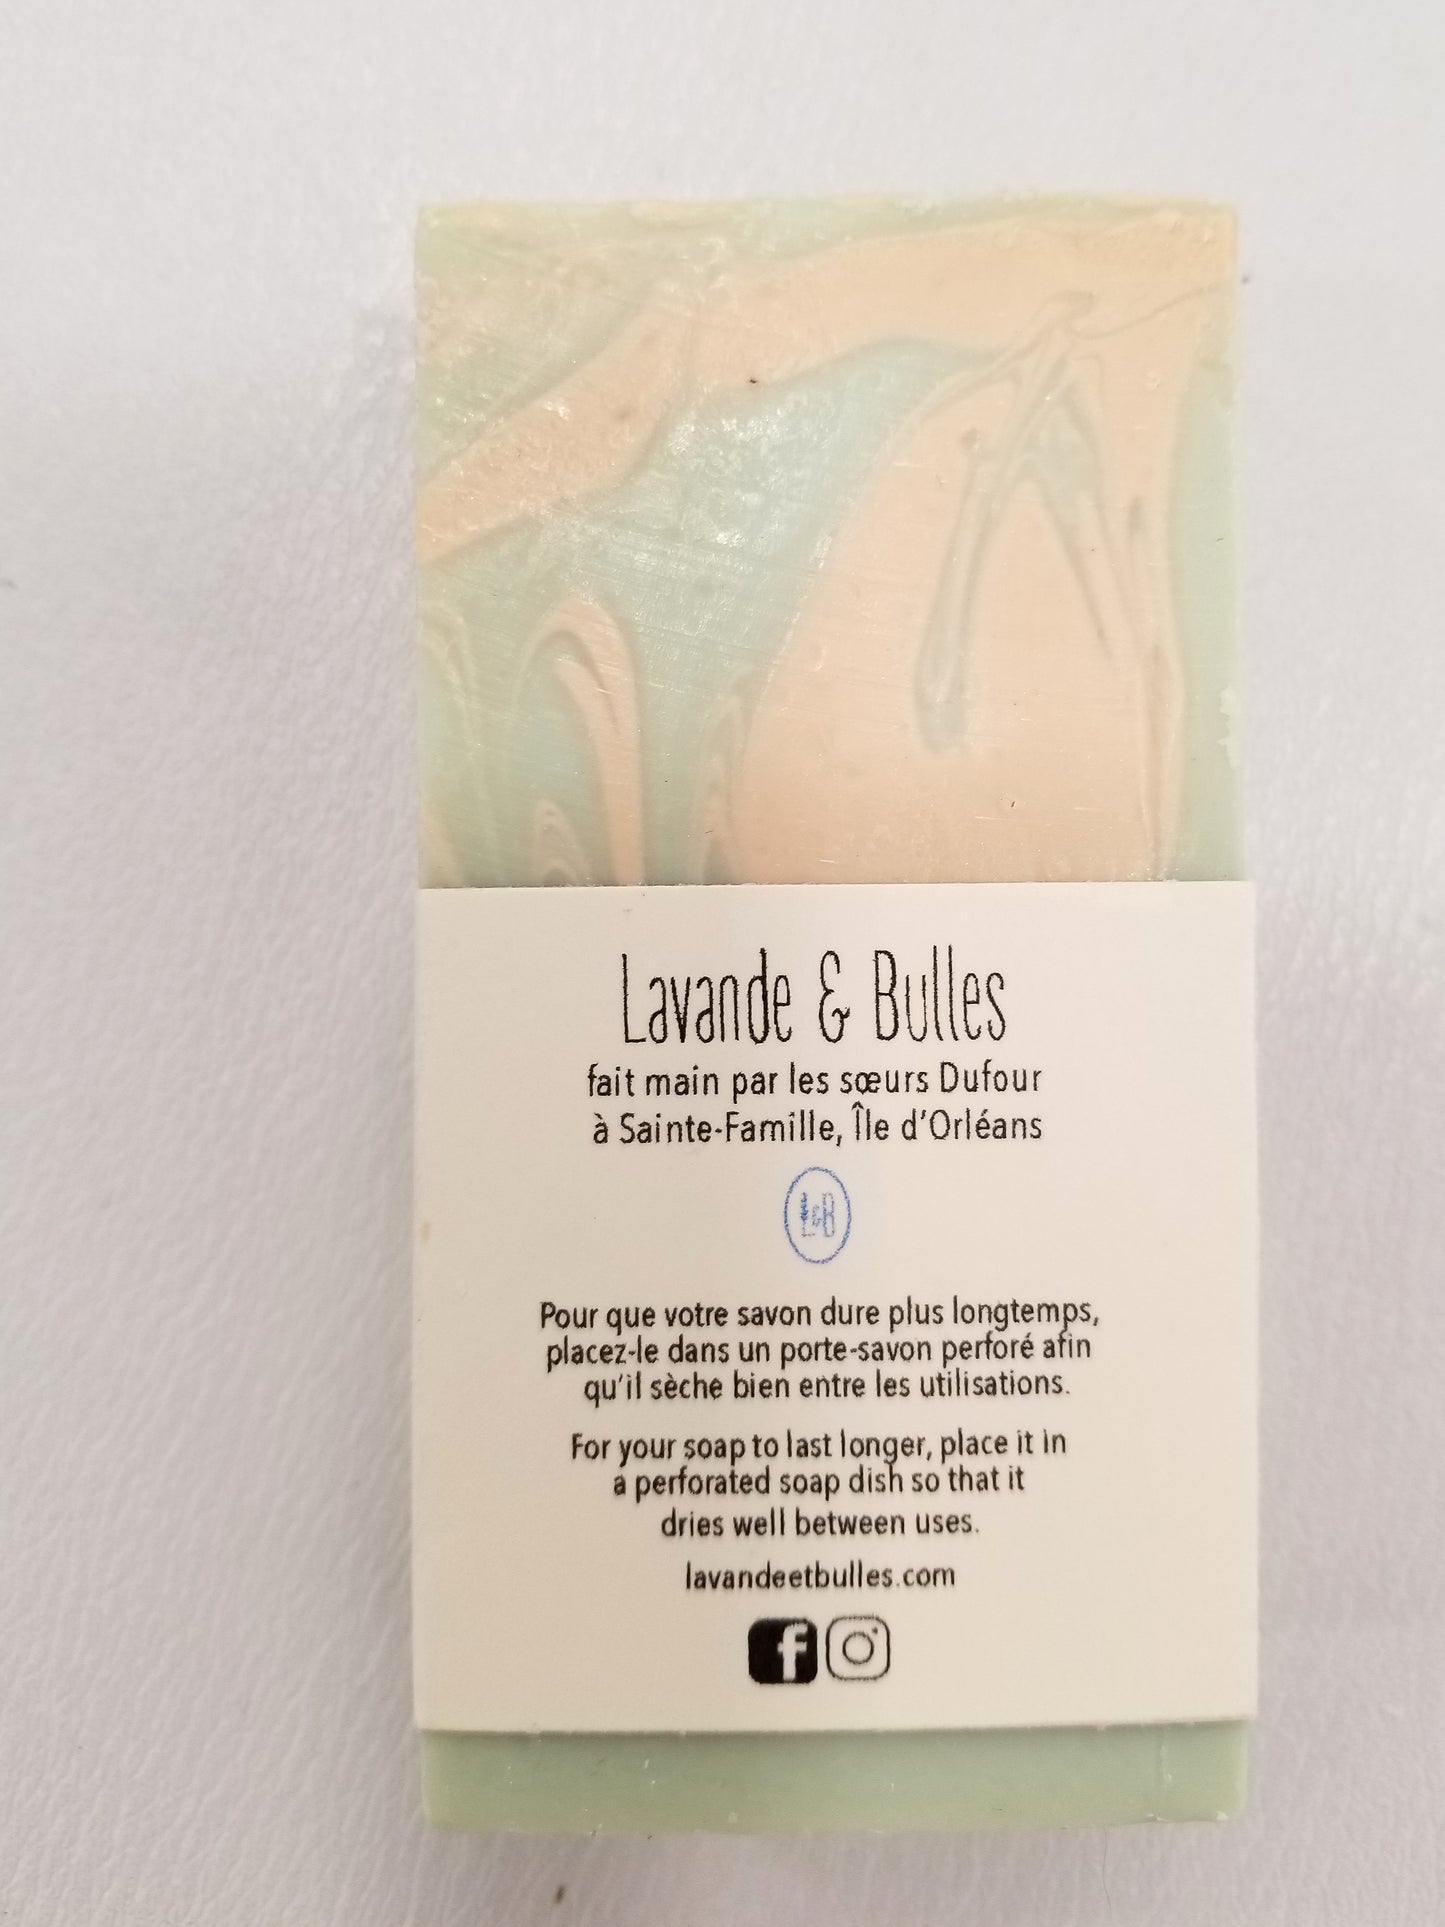 Lavande & Bulles
fait main par les sœurs Dufour
à Sainte-Famille, Île d'Orléans
L&B
Pour que votre savon dure plus longtemps,
placez-le dans un porte-savon perforé afin
qu'il sèche bien entre les utilisations.
For your soap to last longer, place it in
a perforated soap dish so that it
dries well between uses.
lavandeetbulles.com